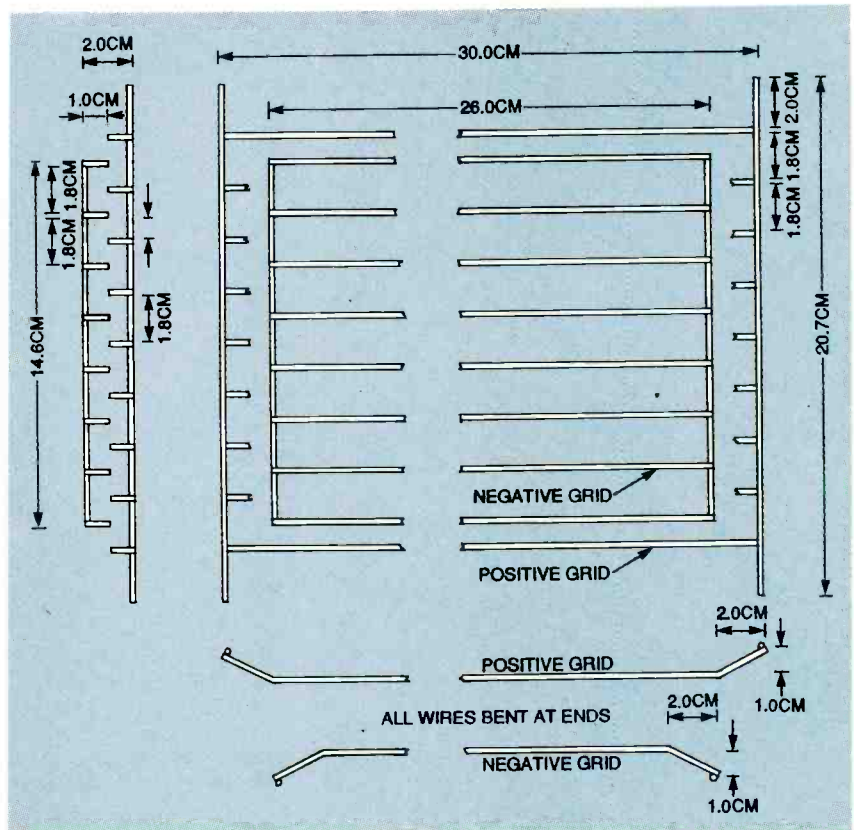 2.0CM
30.0CM
1.0CM
26.0CM
2.0CM
1.8CM
1.8CM
1.8CM
1.8CM
1.8CM
14.6CM
20.7CM
NEGATIVE GRID
POSITIVE GRID
2.0CM
POSITIVE GRID
1.0CM
ALL WIRES BENT AT ENDS
2.0CM
NEGATIVE GRID
1.0CM